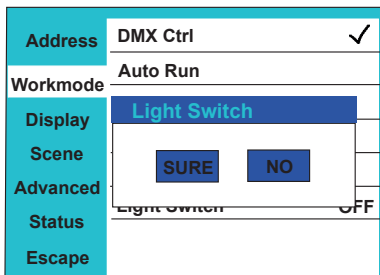 Address
Workmode
Display
Scene
Advanced
Status
Escape
DMX Ctrl ✓
Auto Run
Light Switch
SURE NO
Light Switch OFF